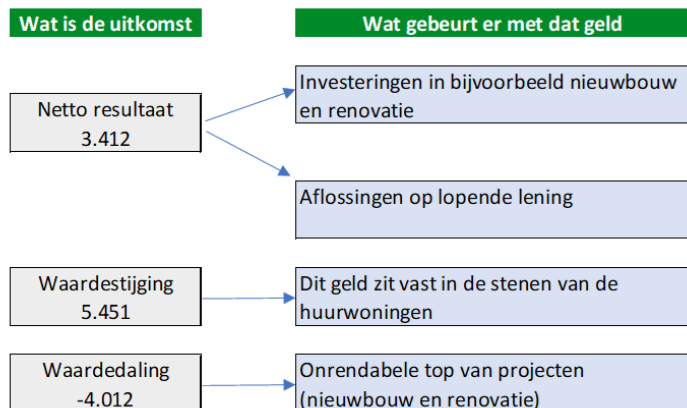 Wat is de uitkomst
Wat gebeurt er met dat geld
Netto resultaat
3.412
Investeringen in bijvoorbeeld nieuwbouw
en renovatie
Aflossingen op lopende lening
Waardestijging
5.451
Dit geld zit vast in de stenen van de
huurwoningen
Waardedaling
-4.012
Onrendabele top van projecten
(nieuwbouw en renovatie)